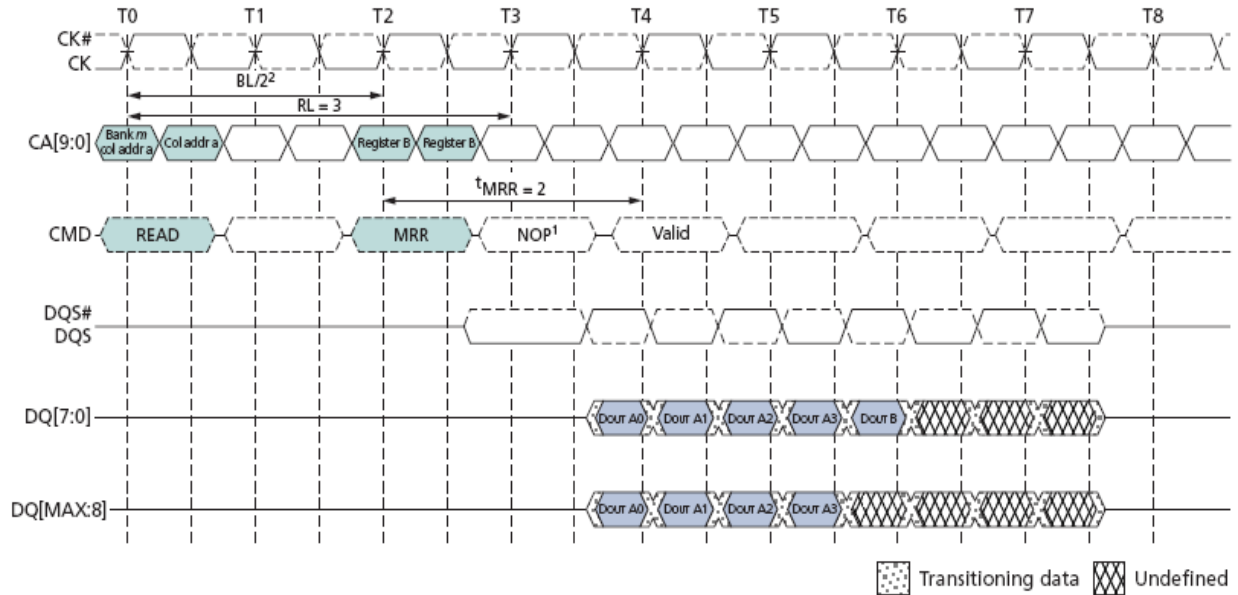 T0 T1 T2 T3 T4 T5 T6 T7 T8
CK#
CK
BL/2²
RL = 3
CA[9:0]
Bank m
col addr a
Col addr a
Register B
Register B
tMRR = 2
CMD
READ
MRR
NOP¹
Valid
DQS#
DQS
DQ[7:0]
DOUT A0
DOUT A1
DOUT A2
DOUT A3
DOUT B
DQ[MAX:8]
DOUT A0
DOUT A1
DOUT A2
DOUT A3
Transitioning data
Undefined